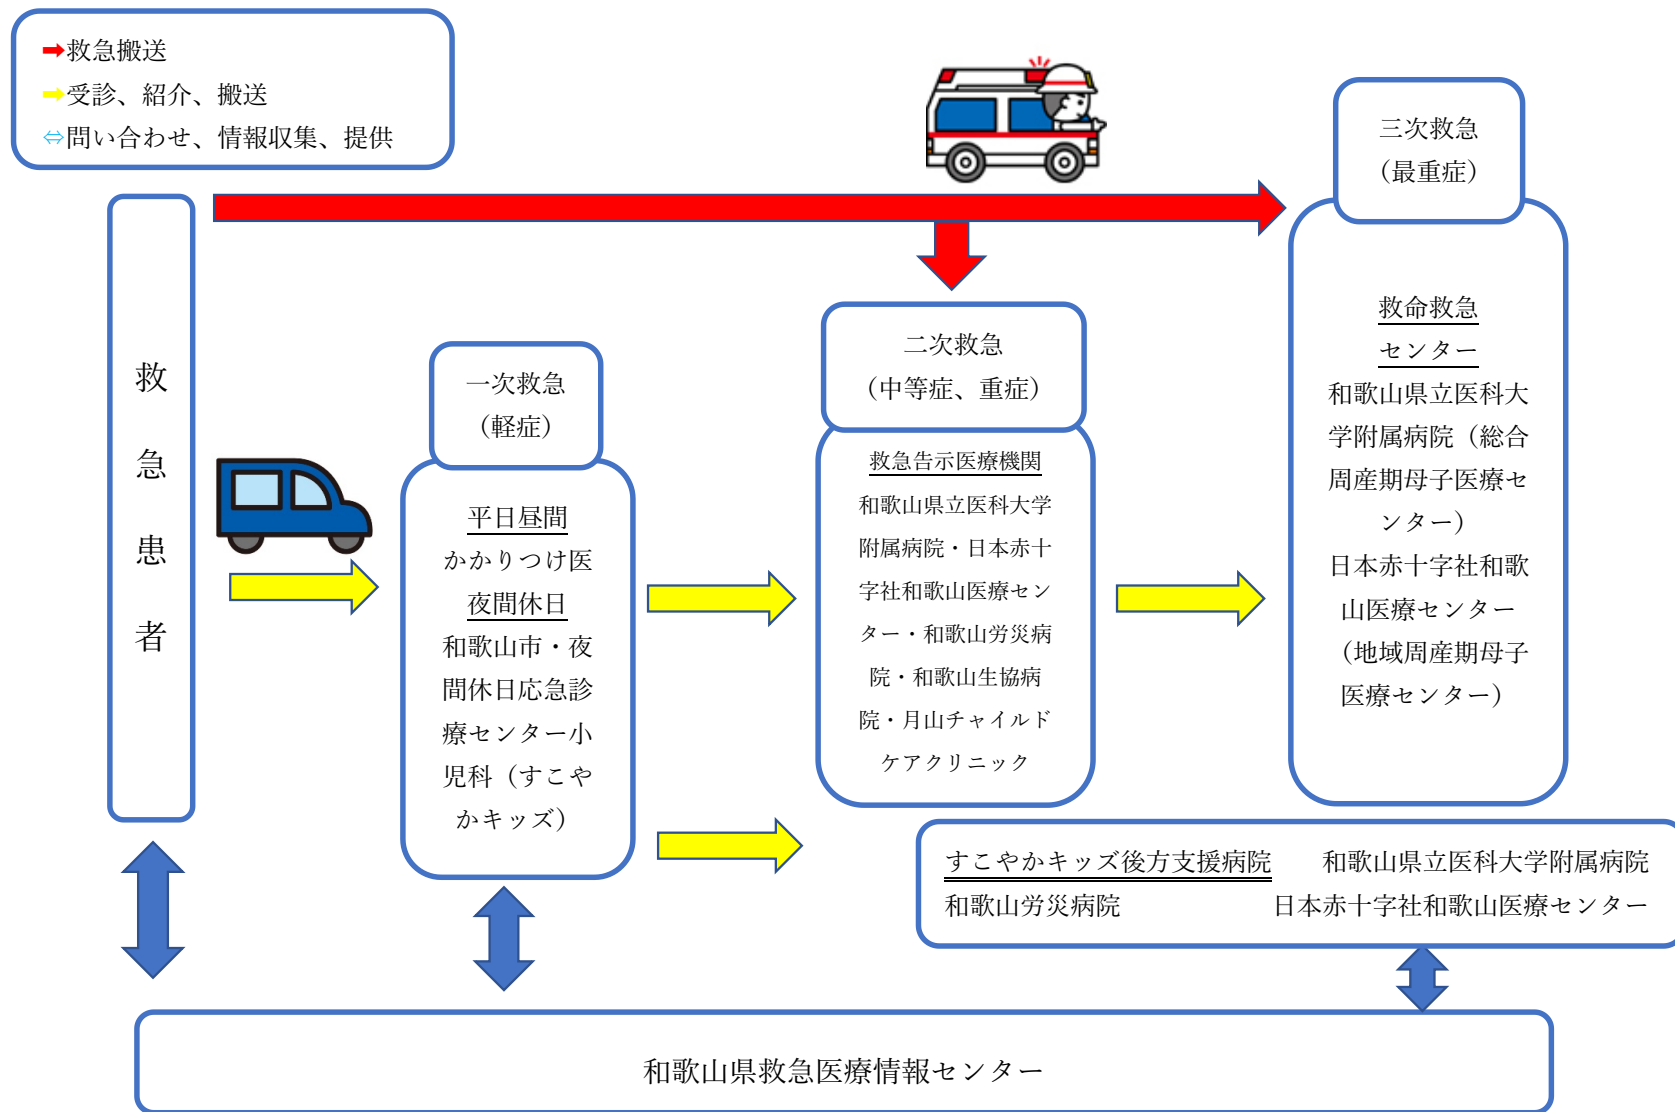 ➡救急搬送
➡受診、紹介、搬送
⇔問い合わせ、情報収集、提供
救急患者
一次救急
（軽症）
平日昼間
かかりつけ医
夜間休日
和歌山市・夜
間休日応急診
療センター小
児科（すこや
かキッズ）
二次救急
（中等症、重症）
救急告示医療機関
和歌山県立医科大学
附属病院・日本赤十
字社和歌山医療セン
ター・和歌山労災病
院・和歌山生協病
院・月山チャイルド
ケアクリニック
三次救急
（最重症）
救命救急
センター
和歌山県立医科大
学附属病院（総合
周産期母子医療セ
ンター）
日本赤十字社和歌
山医療センター
（地域周産期母子
医療センター）
すこやかキッズ後方支援病院　　和歌山県立医科大学附属病院
和歌山労災病院　　　　　　日本赤十字社和歌山医療センター
和歌山県救急医療情報センター